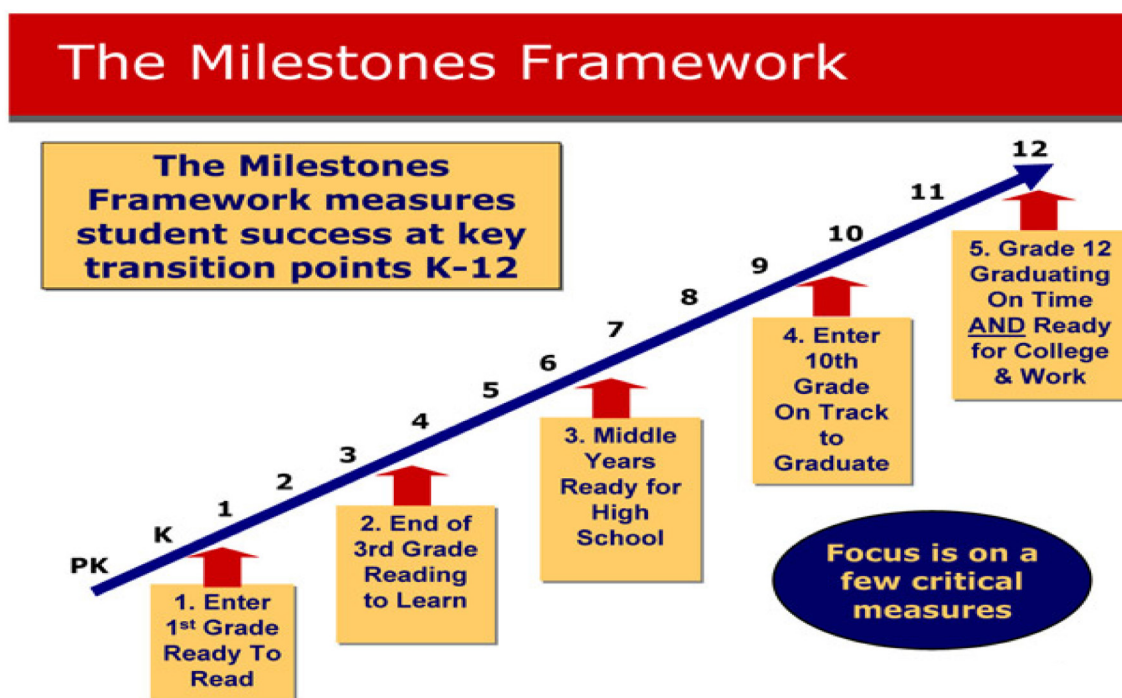 The Milestones Framework
The Milestones
Framework measures
student success at key
transition points K-12
PK
K
1
2
3
4
5
6
7
8
9
10
11
12
1. Enter
1st Grade
Ready To
Read
2. End of
3rd Grade
Reading
to Learn
3. Middle
Years
Ready for
High
School
4. Enter
10th
Grade
On Track
to
Graduate
5. Grade 12
Graduating
On Time
AND Ready
for College
& Work
Focus is on a
few critical
measures